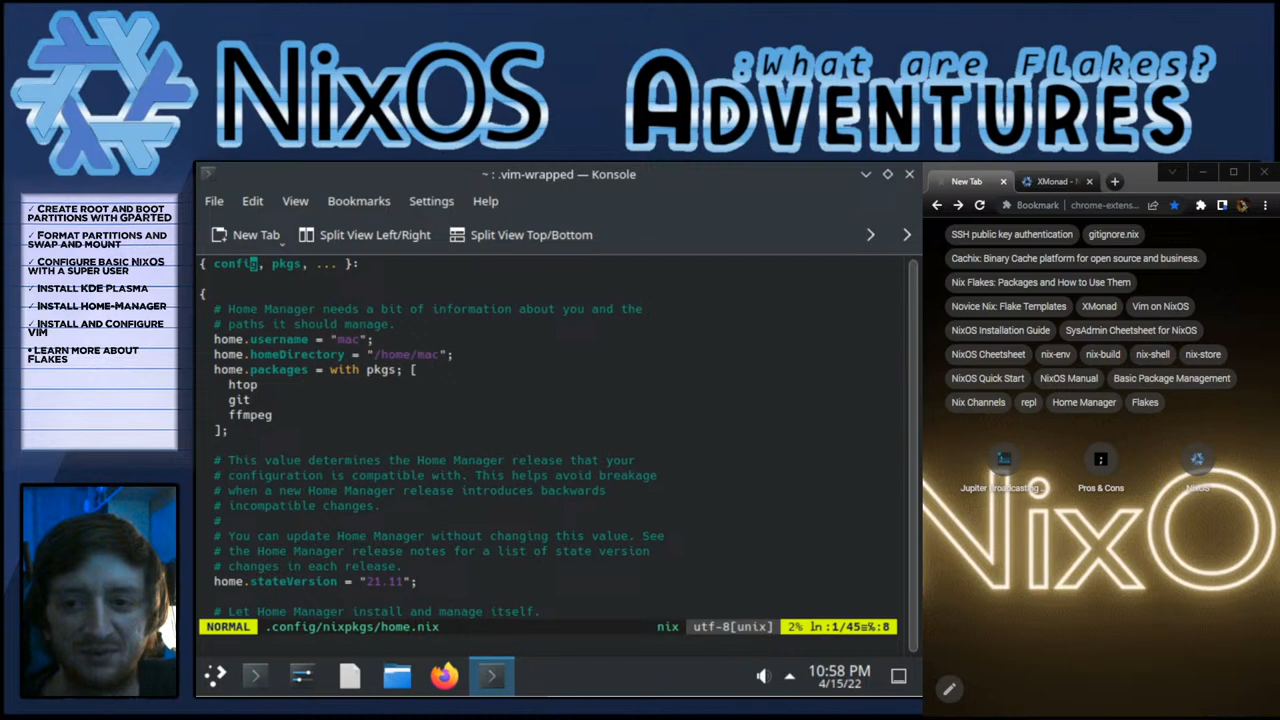 NixOS
:What are Flakes?
ADVENTURES
✓ CREATE ROOT AND BOOT
PARTITIONS WITH GPARTED
✓ FORMAT PARTITIONS AND
SWAP AND MOUNT
✓ CONFIGURE BASIC NIXOS
WITH A SUPER USER
✓ INSTALL KDE PLASMA
✓ INSTALL HOME-MANAGER
✓ INSTALL AND CONFIGURE
VIM
• LEARN MORE ABOUT
FLAKES
~ : .vim-wrapped — Konsole
File Edit View Bookmarks Settings Help
New Tab Split View Left/Right Split View Top/Bottom
{ config, pkgs, ... }:
{
# Home Manager needs a bit of information about you and the
# paths it should manage.
home.username = "mac";
home.homeDirectory = "/home/mac";
home.packages = with pkgs; [
htop
git
ffmpeg
];
# This value determines the Home Manager release that your
# configuration is compatible with. This helps avoid breakage
# when a new Home Manager release introduces backwards
# incompatible changes.
#
# You can update Home Manager without changing this value. See
# the Home Manager release notes for a list of state version
# changes in each release.
home.stateVersion = "21.11";
# Let Home Manager install and manage itself.
NORMAL .config/nixpkgs/home.nix nix utf-8[unix] 2% ln :1/45≡%:8
10:58 PM
4/15/22
New Tab XMonad - N
Bookmark | chrome-extens...
SSH public key authentication gitignore.nix
Cachix: Binary Cache platform for open source and business.
Nix Flakes: Packages and How to Use Them
Novice Nix: Flake Templates XMonad Vim on NixOS
NixOS Installation Guide SysAdmin Cheetsheet for NixOS
NixOS Cheetsheet nix-env nix-build nix-shell nix-store
NixOS Quick Start NixOS Manual Basic Package Management
Nix Channels repl Home Manager Flakes
Jupiter Broadcasting ... Pros & Cons NixOS
NixO